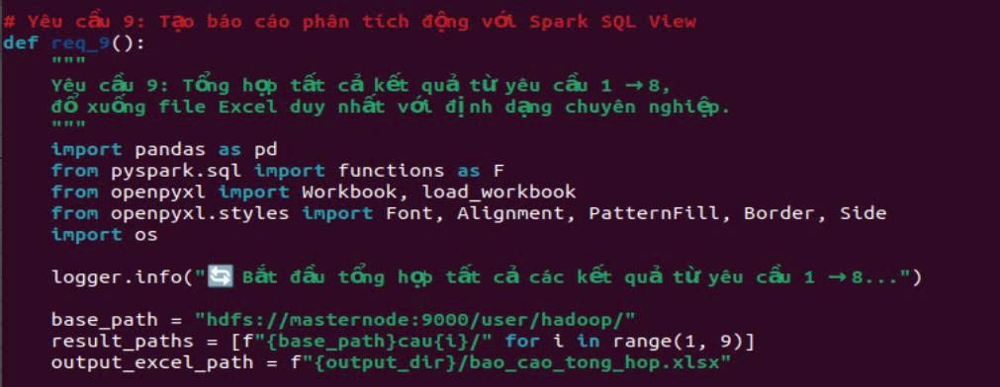 # Yêu cầu 9: Tạo báo cáo phân tích động với Spark SQL View
def req_9():
    """
    Yêu cầu 9: Tổng hợp tất cả kết quả từ yêu cầu 1 → 8,
    đổ xuống file Excel duy nhất với định dạng chuyên nghiệp.
    """
    import pandas as pd
    from pyspark.sql import functions as F
    from openpyxl import Workbook, load_workbook
    from openpyxl.styles import Font, Alignment, PatternFill, Border, Side
    import os

    logger.info("🔄 Bắt đầu tổng hợp tất cả các kết quả từ yêu cầu 1 → 8...")

    base_path = "hdfs://masternode:9000/user/hadoop/"
    result_paths = [f"{base_path}cau{i}/" for i in range(1, 9)]
    output_excel_path = f"{output_dir}/bao_cao_tong_hop.xlsx"